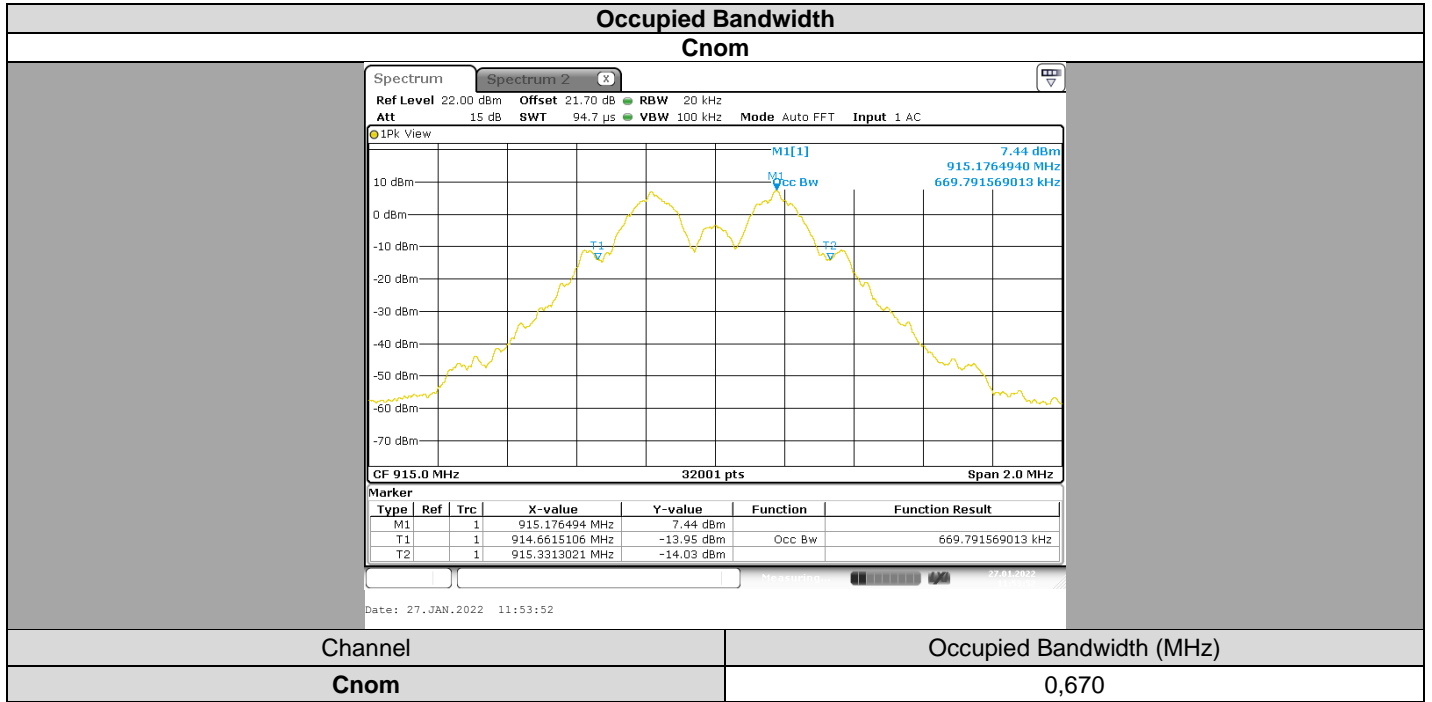 Occupied Bandwidth
Cnom
Spectrum Spectrum 2 X
Ref Level 22.00 dBm Offset 21.70 dB RBW 20 kHz
Att 15 dB SWT 94.7 µs VBW 100 kHz Mode Auto FFT Input 1 AC
1Pk View
M1[1] 7.44 dBm
915.1764940 MHz
M1
10 dBm Occ Bw 669.791569013 kHz
0 dBm
-10 dBm T1 T2
-20 dBm
-30 dBm
-40 dBm
-50 dBm
-60 dBm
-70 dBm
CF 915.0 MHz 32001 pts Span 2.0 MHz
Marker
Type Ref Trc X-value Y-value Function Function Result
M1 1 915.176494 MHz 7.44 dBm
T1 1 914.6615106 MHz -13.95 dBm Occ Bw 669.791569013 kHz
T2 1 915.3313021 MHz -14.03 dBm
Measuring 27.01.2022
Date: 27.JAN.2022 11:53:52
Channel Occupied Bandwidth (MHz)
Cnom 0,670